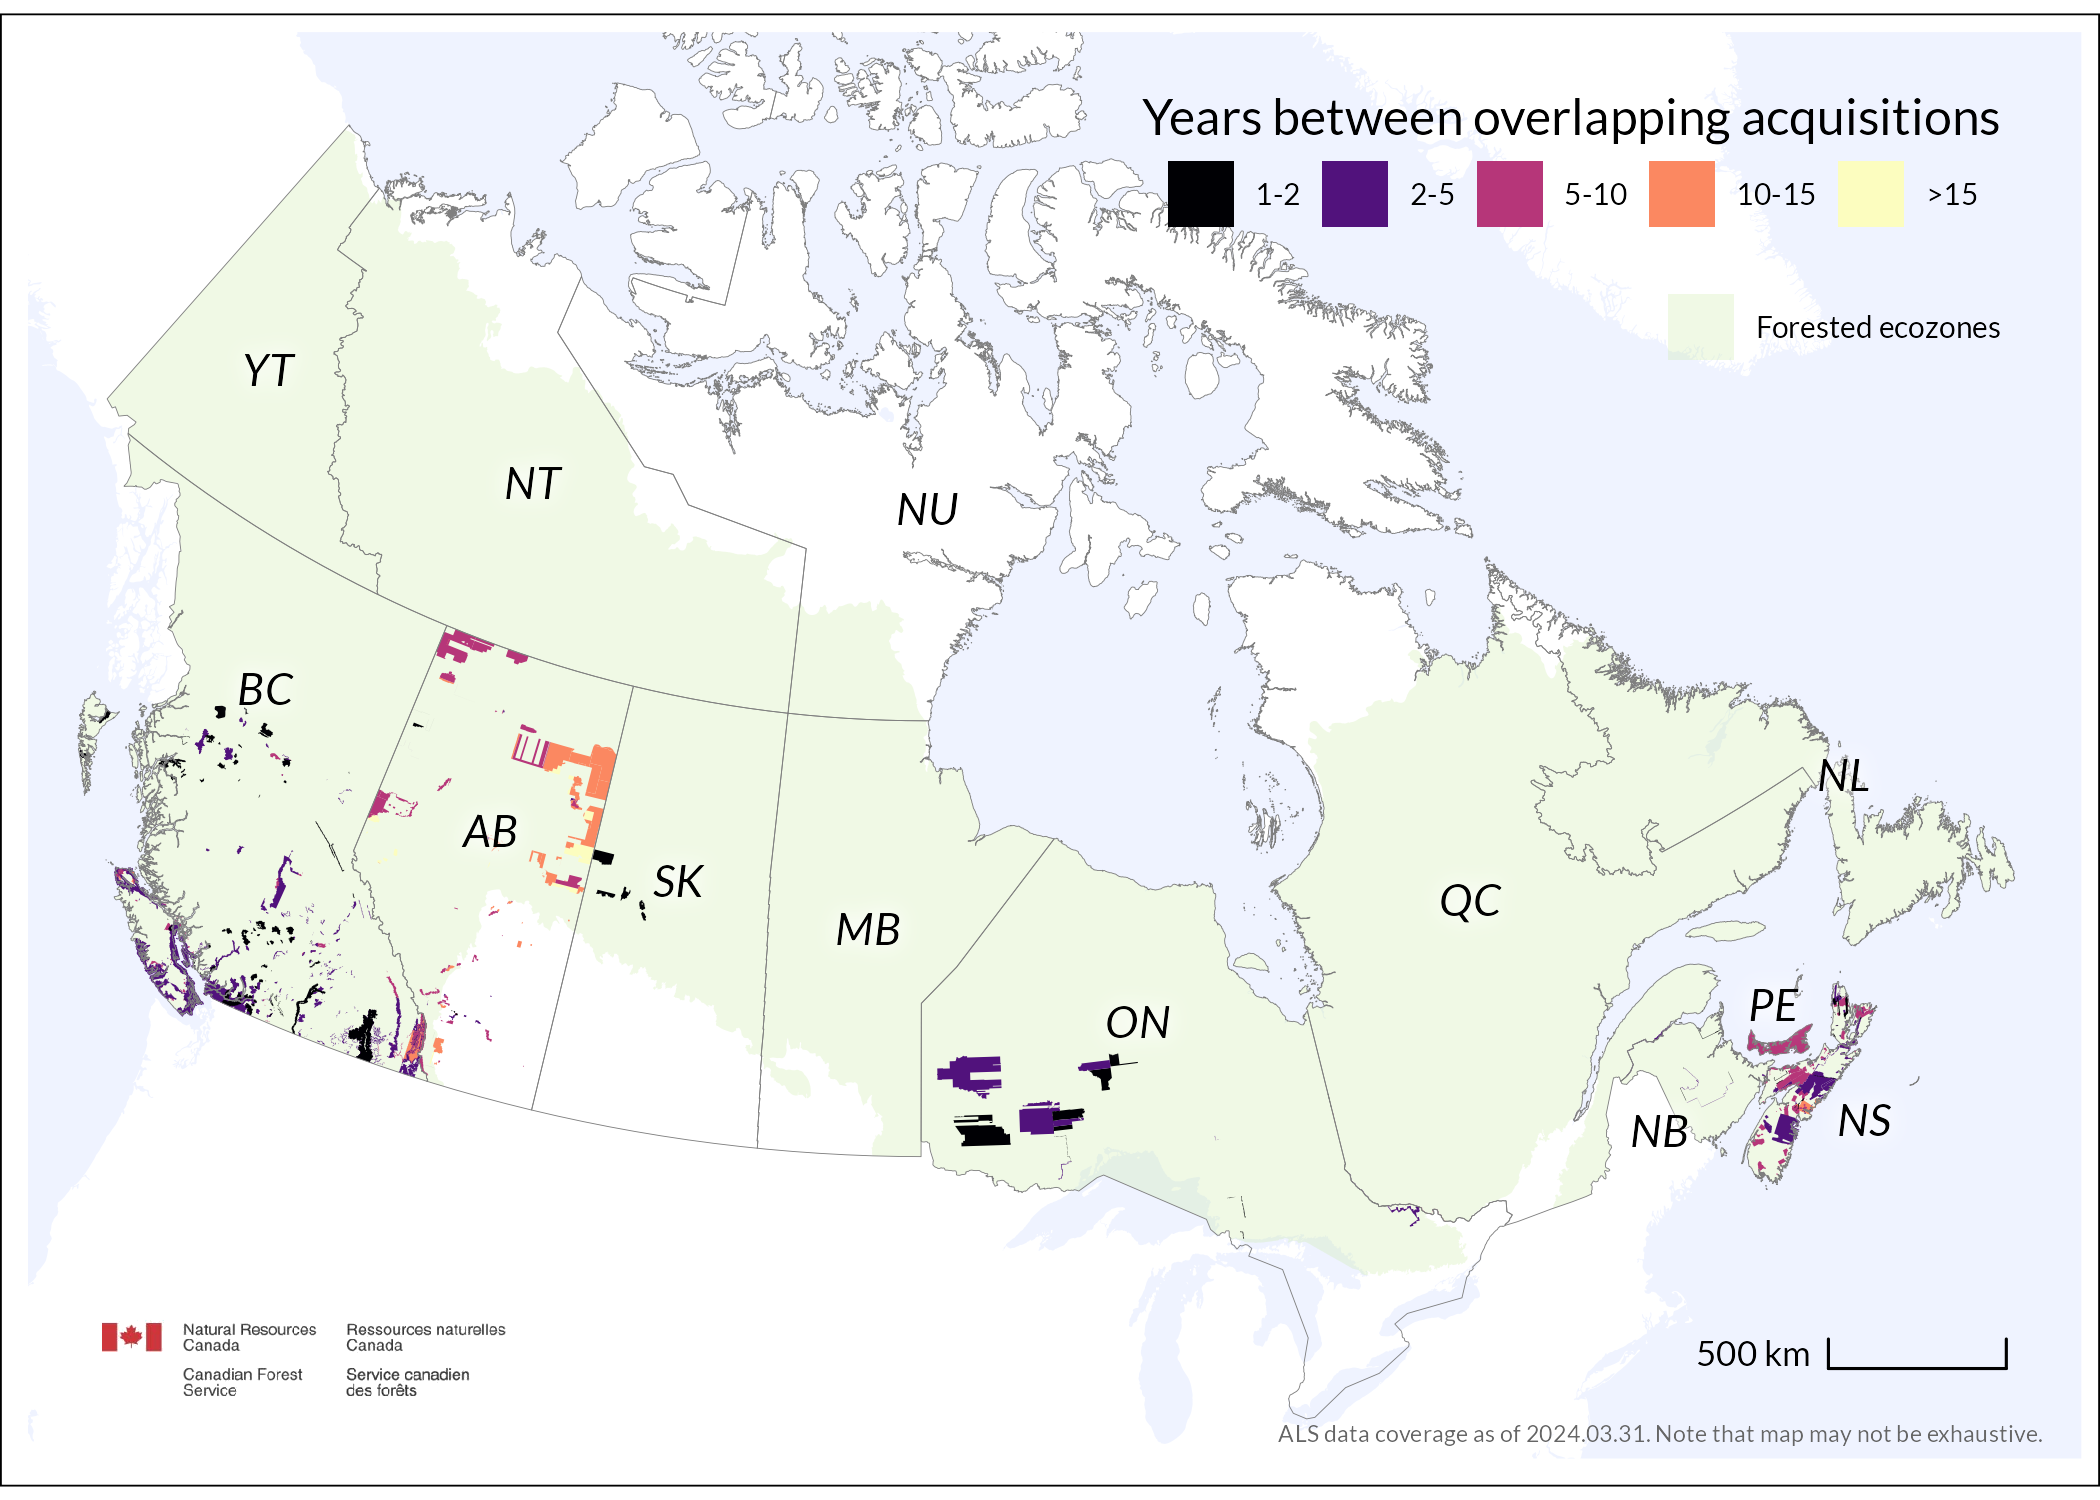 Years between overlapping acquisitions
1-2 2-5 5-10 10-15 >15
Forested ecozones
YT
NT
NU
BC
NL
AB
SK
QC
MB
PE
ON
NS
NB
Natural Resources Canada
Ressources naturelles Canada
Canadian Forest Service
Service canadien des forêts
500 km
ALS data coverage as of 2024.03.31. Note that map may not be exhaustive.